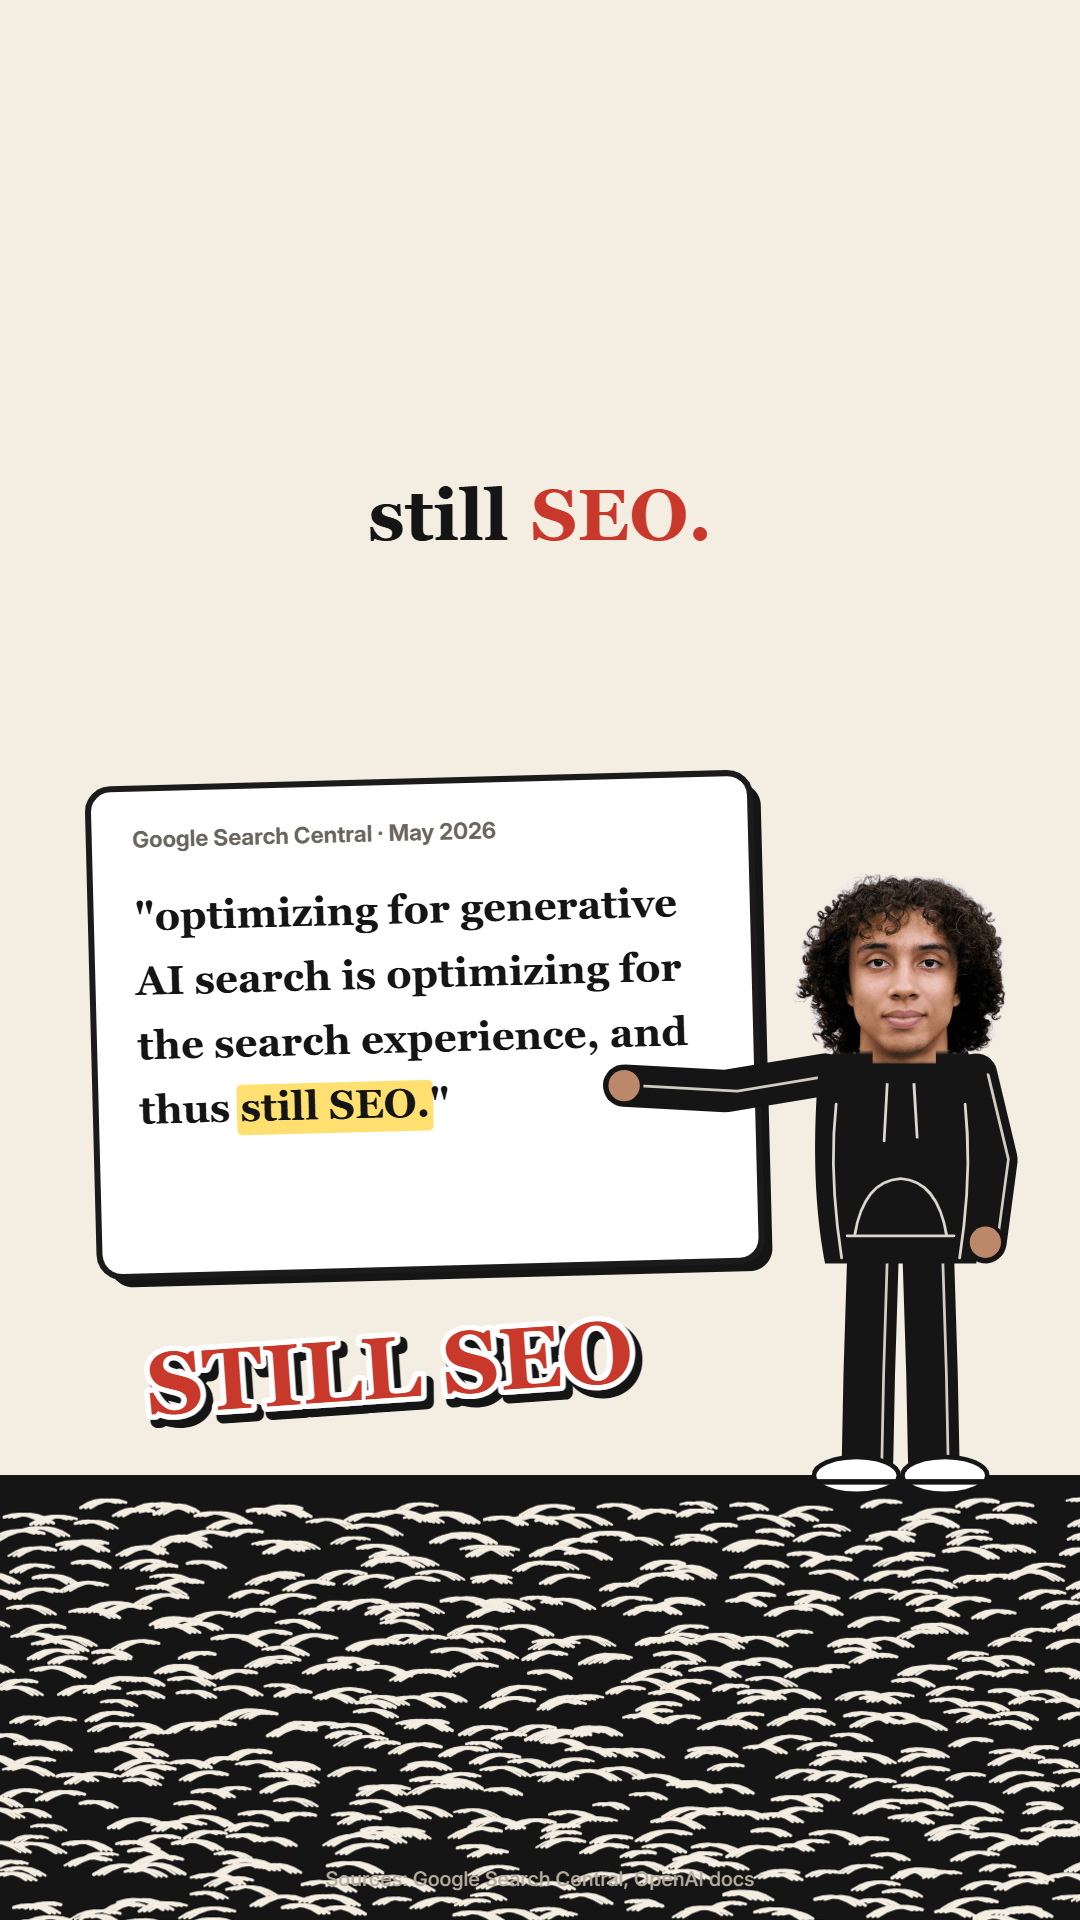 still SEO.
Google Search Central · May 2026
"optimizing for generative
AI search is optimizing for
the search experience, and
thus still SEO."
STILL SEO
Sources: Google Search Central, OpenAI docs